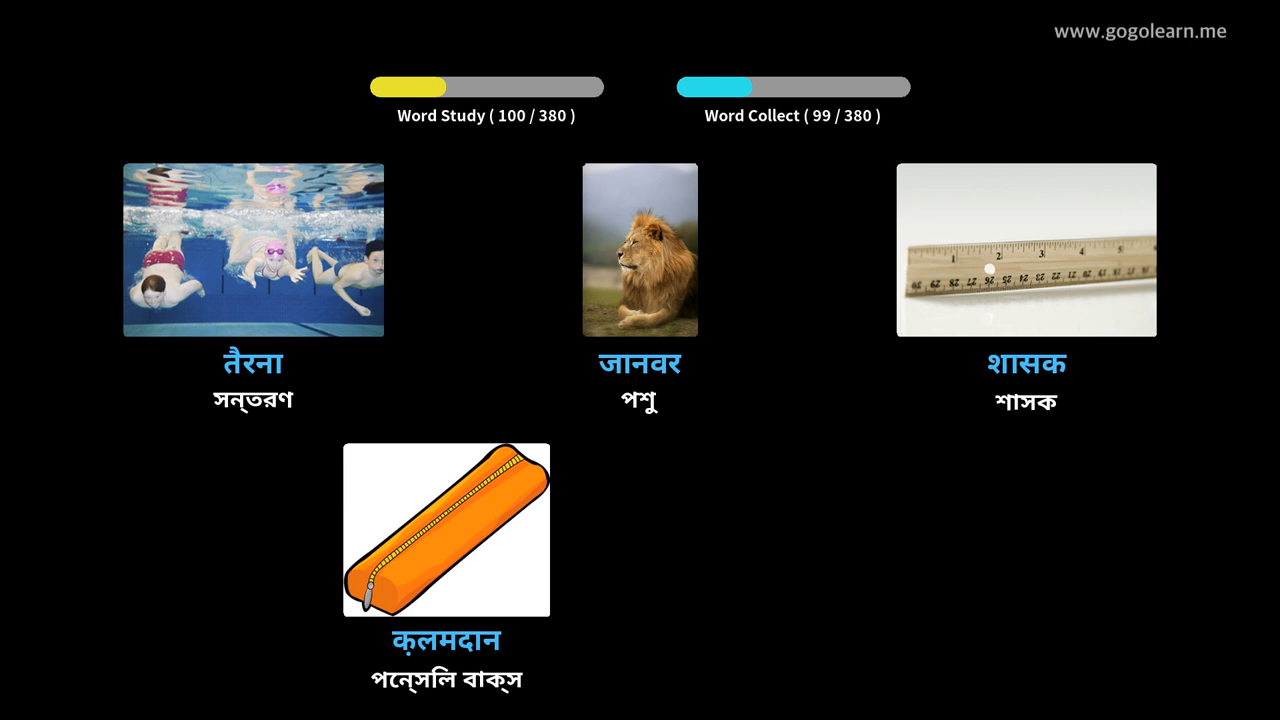 www.gogolearn.me
Word Study ( 100 / 380 )
Word Collect ( 99 / 380 )
तैरना
जानवर
शासक
সন্তরণ
পশু
শাসক
क़लमदान
পেন্সিল বাক্স